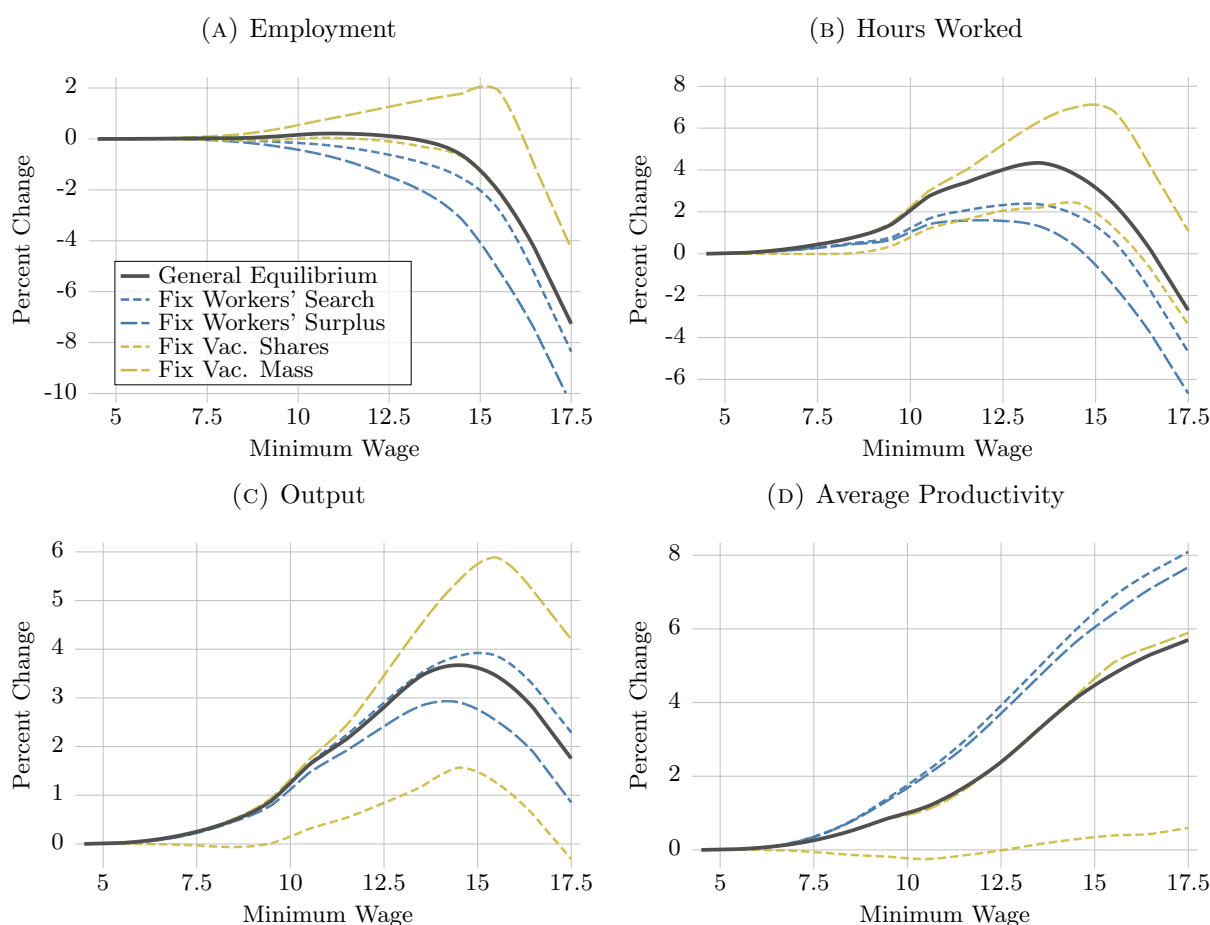 (A) Employment
Percent Change
2
0
-2
-4
-6
-8
-10
General Equilibrium
Fix Workers' Search
Fix Workers' Surplus
Fix Vac. Shares
Fix Vac. Mass
5 7.5 10 12.5 15 17.5
Minimum Wage
(B) Hours Worked
Percent Change
8
6
4
2
0
-2
-4
-6
5 7.5 10 12.5 15 17.5
Minimum Wage
(C) Output
Percent Change
6
5
4
3
2
1
0
5 7.5 10 12.5 15 17.5
Minimum Wage
(D) Average Productivity
Percent Change
8
6
4
2
0
5 7.5 10 12.5 15 17.5
Minimum Wage